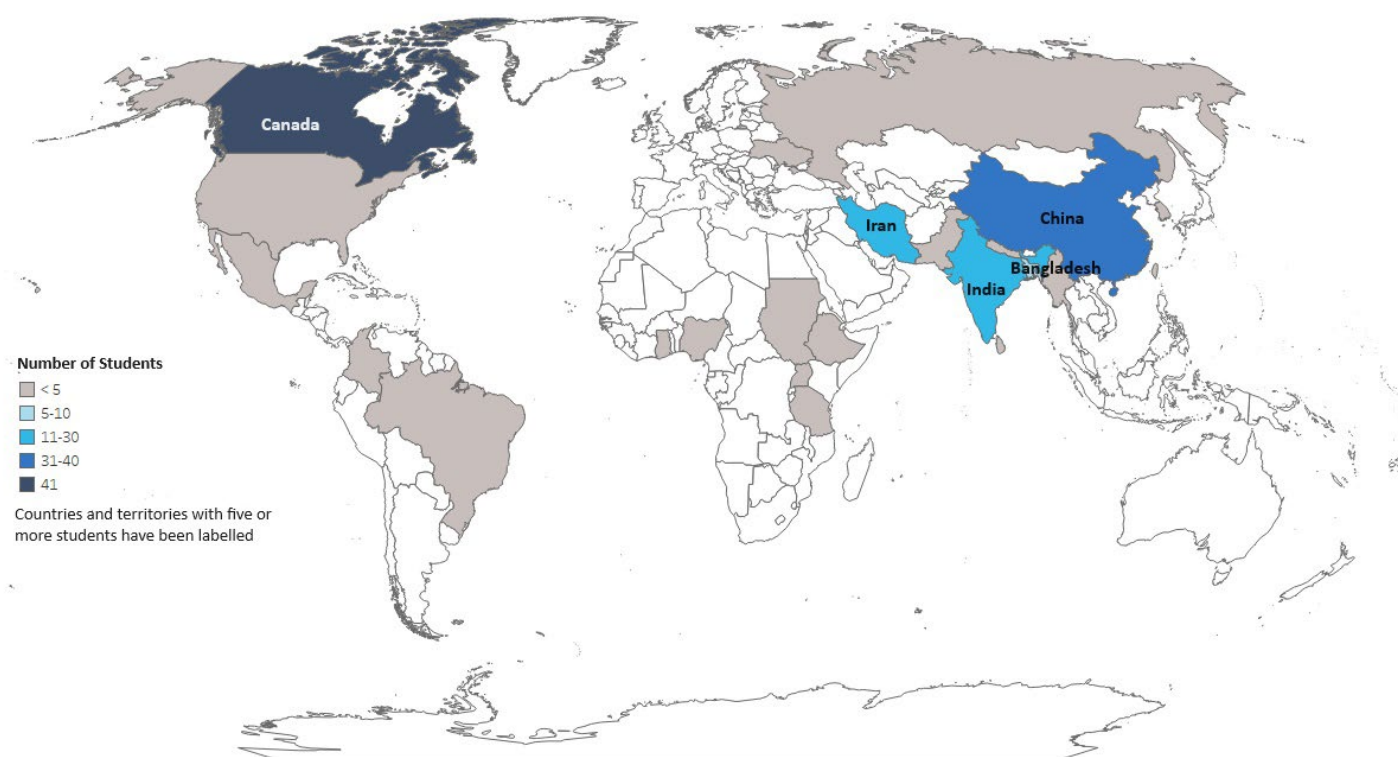 Canada
Iran
China
Bangladesh
India
Number of Students
< 5
5-10
11-30
31-40
41
Countries and territories with five or
more students have been labelled